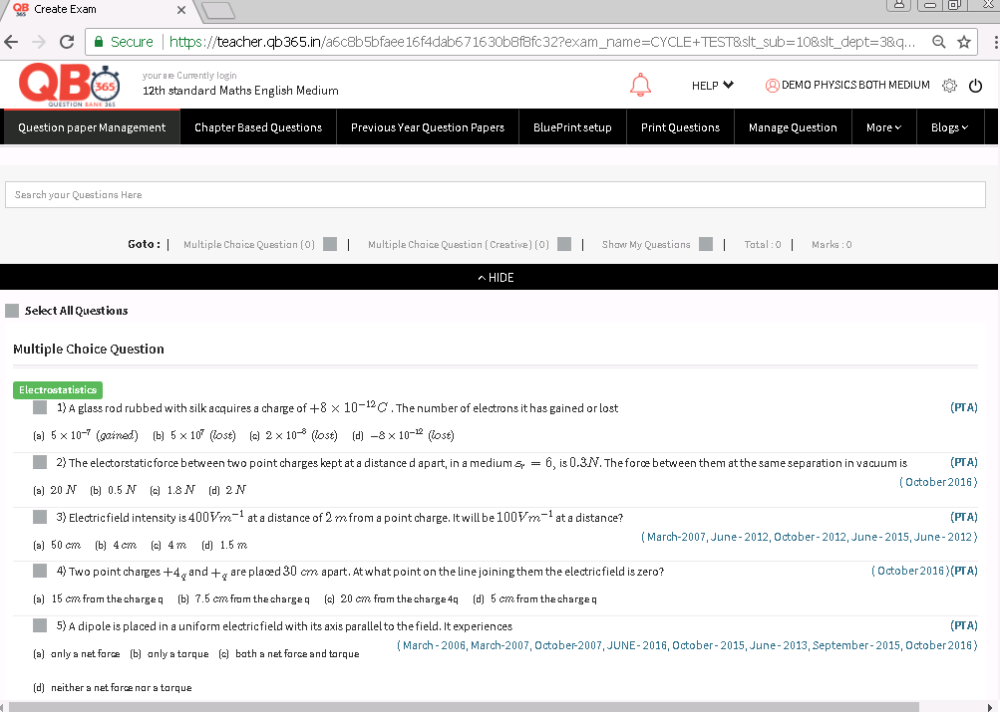 QB 365 Create Exam
Secure | https://teacher.qb365.in/a6c8b5bfaee16f4dab671630b8f8fc32?exam_name=CYCLE+TEST&slt_sub=10&slt_dept=3&q...
QB 365
QUESTION BANK 365
your are Currently login
12th standard Maths English Medium
HELP
DEMO PHYSICS BOTH MEDIUM
Question paper Management Chapter Based Questions Previous Year Question Papers BluePrint setup Print Questions Manage Question More Blogs
Search your Questions Here
Goto : | Multiple Choice Question ( 0 ) | Multiple Choice Question ( Creative ) ( 0 ) | Show My Questions | Total : 0 | Marks : 0
HIDE
Select All Questions
Multiple Choice Question
Electrostatistics
1) A glass rod rubbed with silk acquires a charge of +8 × 10⁻¹²C . The number of electrons it has gained or lost (PTA)
(a) 5 × 10⁻⁷ (gained) (b) 5 × 10⁷ (lost) (c) 2 × 10⁻⁸ (lost) (d) −8 × 10⁻¹² (lost)
2) The electorstatic force between two point charges kept at a distance d apart, in a medium εᵣ = 6, is 0.3N. The force between them at the same separation in vacuum is (PTA)
( October 2016 )
(a) 20 N (b) 0.5 N (c) 1.8 N (d) 2 N
3) Electric field intensity is 400Vm⁻¹ at a distance of 2 m from a point charge. It will be 100Vm⁻¹ at a distance? (PTA)
( March-2007, June - 2012, October - 2012, June - 2015, June - 2012 )
(a) 50 cm (b) 4 cm (c) 4 m (d) 1.5 m
4) Two point charges +4q and +q are placed 30 cm apart. At what point on the line joining them the electric field is zero? ( October 2016 ) (PTA)
(a) 15 cm from the charge q (b) 7.5 cm from the charge q (c) 20 cm from the charge 4q (d) 5 cm from the charge q
5) A dipole is placed in a uniform electric field with its axis parallel to the field. It experiences (PTA)
( March - 2006, March-2007, October-2007, JUNE - 2016, October - 2015, June - 2013, September - 2015, October 2016 )
(a) only a net force (b) only a torque (c) both a net force and torque
(d) neither a net force nor a torque